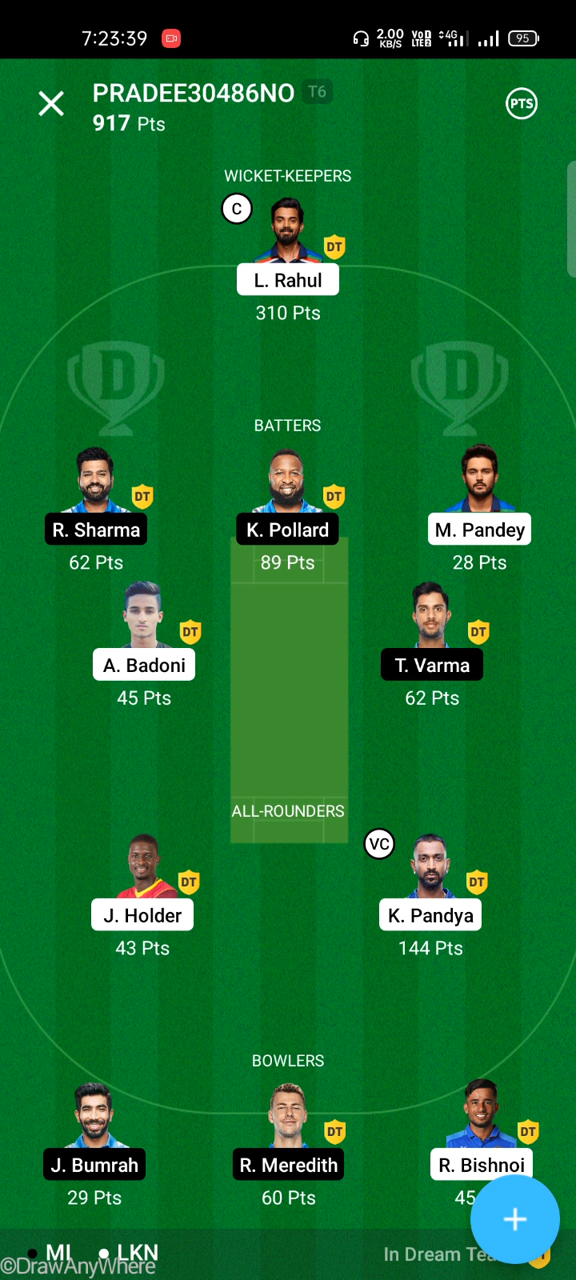 7:23:39 2.00 KB/S VoD LTE2 4G 95
PRADEE30486NO T6
917 Pts
PTS
WICKET-KEEPERS
C
DT
L. Rahul
310 Pts
D D
BATTERS
DT DT
R. Sharma K. Pollard M. Pandey
62 Pts 89 Pts 28 Pts
DT DT
A. Badoni T. Varma
45 Pts 62 Pts
ALL-ROUNDERS
VC
DT DT
J. Holder K. Pandya
43 Pts 144 Pts
BOWLERS
DT DT
J. Bumrah R. Meredith R. Bishnoi
29 Pts 60 Pts 45
+
MI LKN In Dream Tea
©DrawAnyWhere